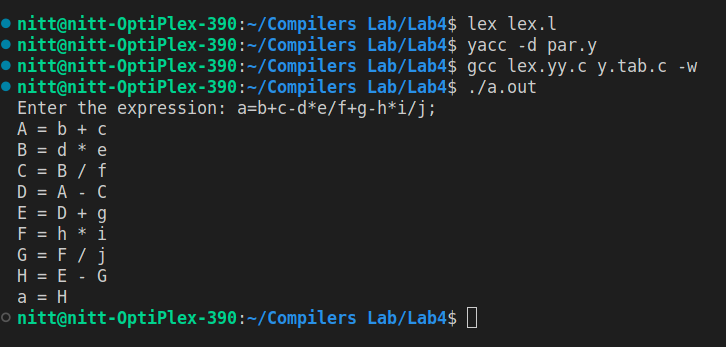 nitt@nitt-OptiPlex-390:~/Compilers Lab/Lab4$ lex lex.l
nitt@nitt-OptiPlex-390:~/Compilers Lab/Lab4$ yacc -d par.y
nitt@nitt-OptiPlex-390:~/Compilers Lab/Lab4$ gcc lex.yy.c y.tab.c -w
nitt@nitt-OptiPlex-390:~/Compilers Lab/Lab4$ ./a.out
Enter the expression: a=b+c-d*e/f+g-h*i/j;
A = b + c
B = d * e
C = B / f
D = A - C
E = D + g
F = h * i
G = F / j
H = E - G
a = H
nitt@nitt-OptiPlex-390:~/Compilers Lab/Lab4$